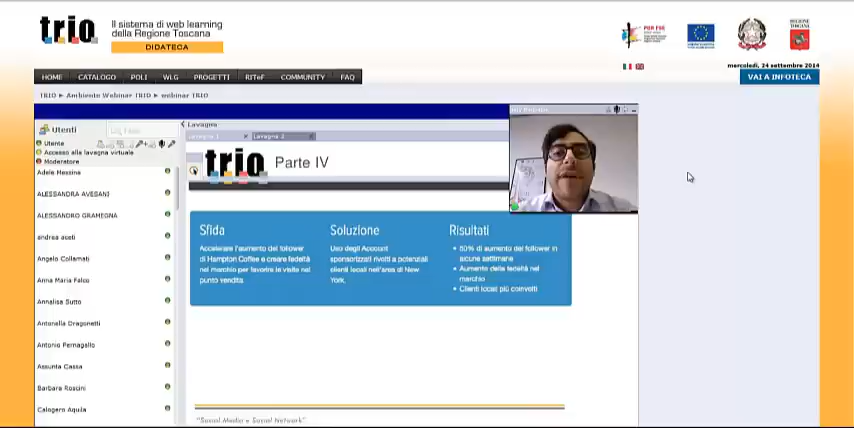 trio
Il sistema di web learning
della Regione Toscana
DIDATECA
REGIONE
TOSCANA
mercoledì, 24 settembre 2014
HOME CATALOGO POLI WLG PROGETTI RITeF COMMUNITY FAQ
VAI A INFOTECA
TRIO ► Ambiente Webinar TRIO ► webinar TRIO
Utenti
Utente
Accesso alla lavagna virtuale
Moderatore
Adele Messina
ALESSANDRA AVESANI
ALESSANDRO GRAMEGNA
andrea aceti
Angelo Collamati
Anna Maria Falco
Annalisa Sutto
Antonella Dragonetti
Antonio Fornagallo
Assunta Cassa
Barbara Roscini
Calogero Aquila
Lavagna
Lavagna 1
Lavagna 2
trio
Parte IV
Sfida
Accelerare l'aumento dei follower
di Hampton Coffee e creare fedeltà
nel marchio per favorire le visite nel
punto vendita.
Soluzione
Uso degli Account
sponsorizzati rivolti a potenziali
clienti locali nell'area di New
York.
Risultati
• 50% di aumento dei follower in
alcune settimane
• Aumento della fedeltà nel
marchio
• Clienti locali più coinvolti
"Social Media e Social Network"